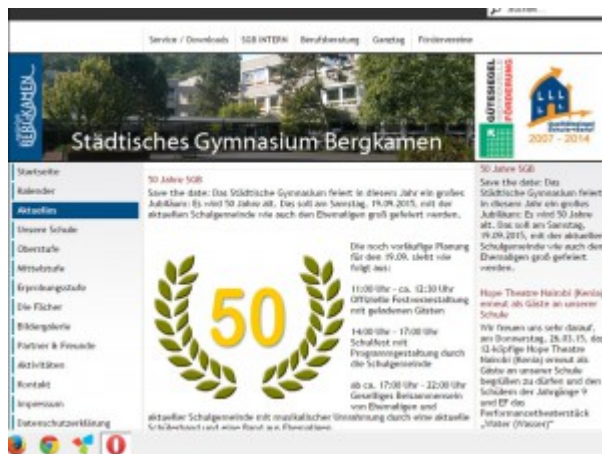 Suchen...
Service / Downloads SGB INTERN Berufsberatung Ganztag Fördervereine
BERGKAMEN
Städtisches Gymnasium Bergkamen
GÜTESIEGEL
FÖRDERUNG
LLL
2007 - 2014
Startseite
Kalender
Aktuelles
Unsere Schule
Oberstufe
Mittelstufe
Erprobungsstufe
Die Fächer
Bildergalerie
Partner & Freunde
Aktivitäten
Kontakt
Impressum
Datenschutzerklärung
50 Jahre SGB
Save the date: Das Städtische Gymnasium feiert in diesem Jahr ein großes
Jubiläum: Es wird 50 Jahre alt. Das soll am Samstag, 19.09.2015, mit der
aktuellen Schulgemeinde wie auch den Ehemaligen groß gefeiert werden.
50
Die noch vorläufige Planung
für den 19.09. sieht wie
folgt aus:
11:00 Uhr - ca. 12:30 Uhr
Offizielle Festveranstaltung
mit geladenen Gästen
14:00 Uhr - 17:00 Uhr
Schulfest mit
Programmgestaltung durch
die Schulgemeinde
ab ca. 17:00 Uhr - 22:00 Uhr
Geselliges Beisammensein
von Ehemaligen und
aktueller Schulgemeinde mit musikalischer Umrahmung durch eine aktuelle
Schülerband und eine Band aus Ehemaligen.
50 Jahre SGB
Save the date: Das
Städtische Gymnasium feiert
in diesem Jahr ein großes
Jubiläum: Es wird 50 Jahre
alt. Das soll am Samstag,
19.09.2015, mit der aktuellen
Schulgemeinde wie auch den
Ehemaligen groß gefeiert
werden.
Hope Theatre Nairobi (Kenia)
erneut als Gäste an unserer
Schule
Wir freuen uns sehr darauf,
am Donnerstag, 26.03.15, das
12-köpfige Hope Theatre
Nairobi (Kenia) erneut als
Gäste an unserer Schule
begrüßen zu dürfen und den
Schülern der Jahrgänge 9
und EF das
Performancetheaterstück
„Water (Wasser)“